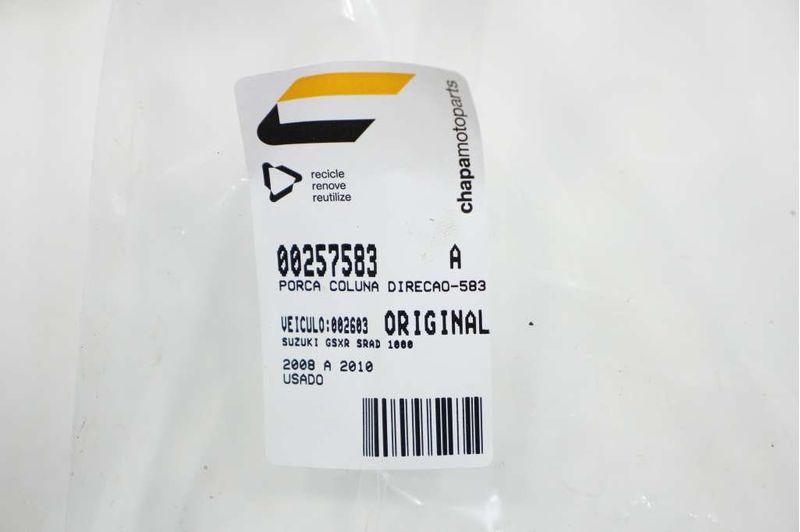 chapamotoparts
recicle
renove
reutilize
00257583 A
PORCA COLUNA DIRECAO-583
VEICULO:002603 ORIGINAL
SUZUKI GSXR SRAD 1000
2008 A 2010
USADO